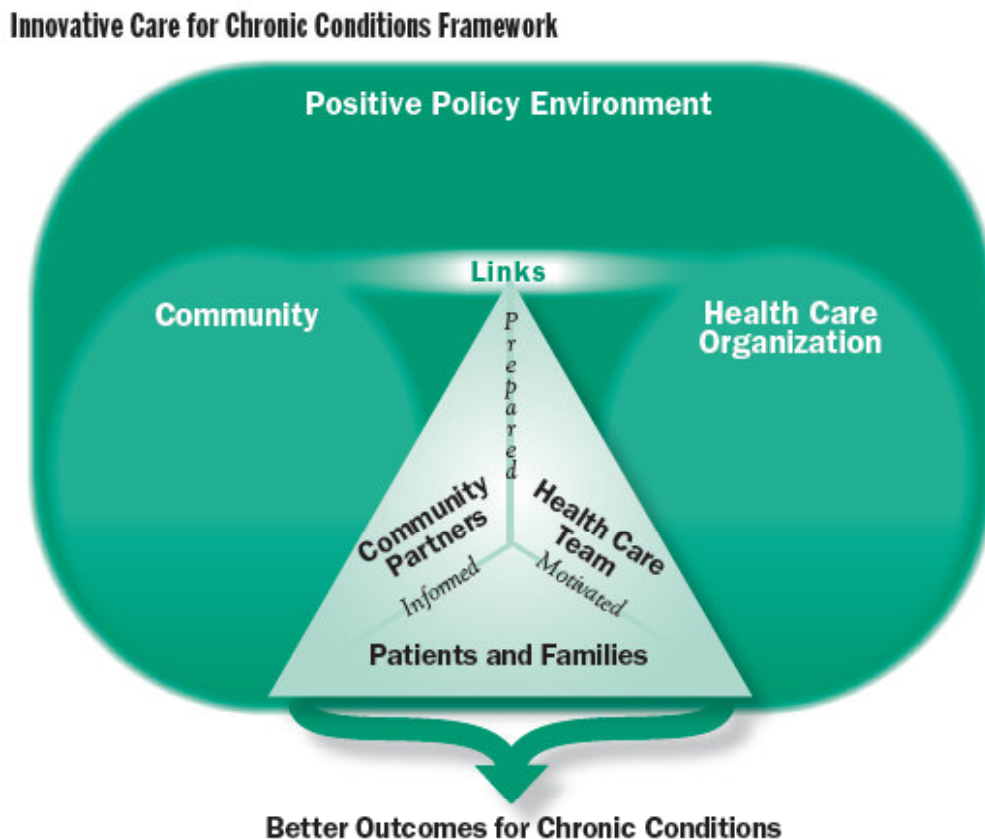 Innovative Care for Chronic Conditions Framework
Positive Policy Environment
Links
Community
Health Care
Organization
Prepared
Community
Partners
Health Care
Team
Informed
Motivated
Patients and Families
Better Outcomes for Chronic Conditions